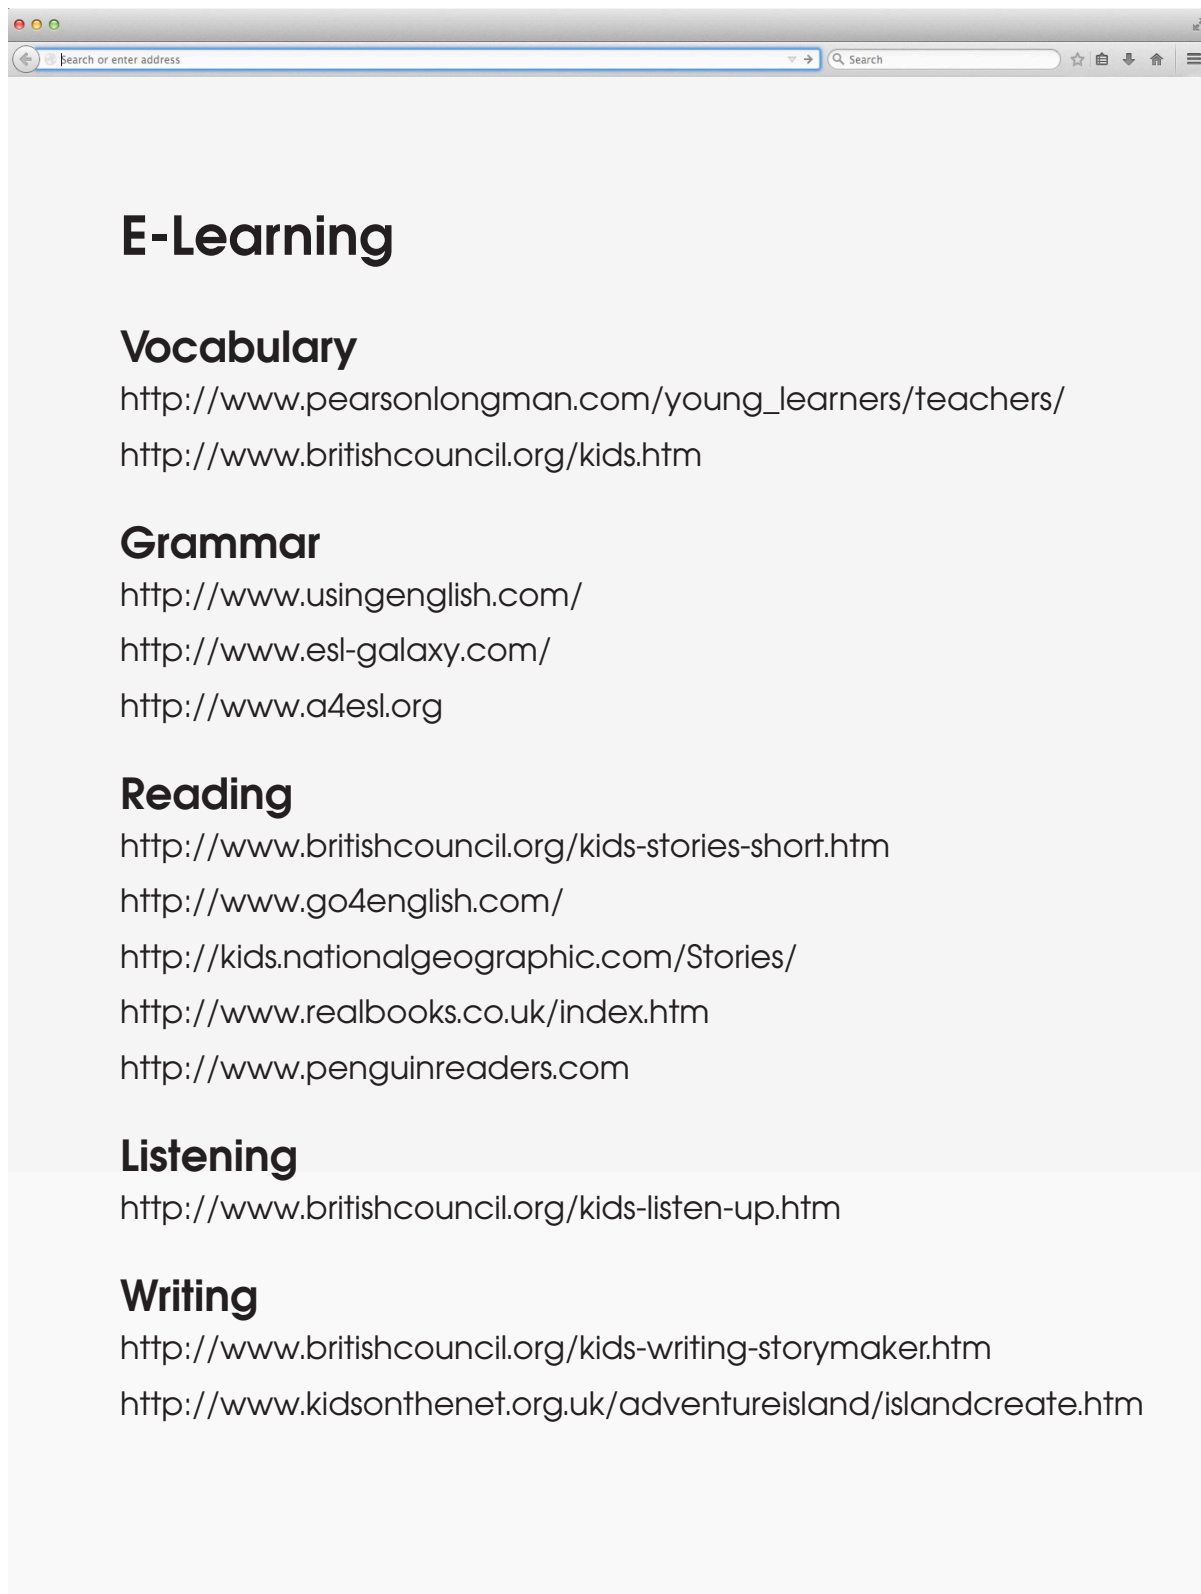 Search or enter address
Search
E-Learning
Vocabulary
http://www.pearsonlongman.com/young_learners/teachers/
http://www.britishcouncil.org/kids.htm
Grammar
http://www.usingenglish.com/
http://www.esl-galaxy.com/
http://www.a4esl.org
Reading
http://www.britishcouncil.org/kids-stories-short.htm
http://www.go4english.com/
http://kids.nationalgeographic.com/Stories/
http://www.realbooks.co.uk/index.htm
http://www.penguinreaders.com
Listening
http://www.britishcouncil.org/kids-listen-up.htm
Writing
http://www.britishcouncil.org/kids-writing-storymaker.htm
http://www.kidsonthenet.org.uk/adventureisland/islandcreate.htm